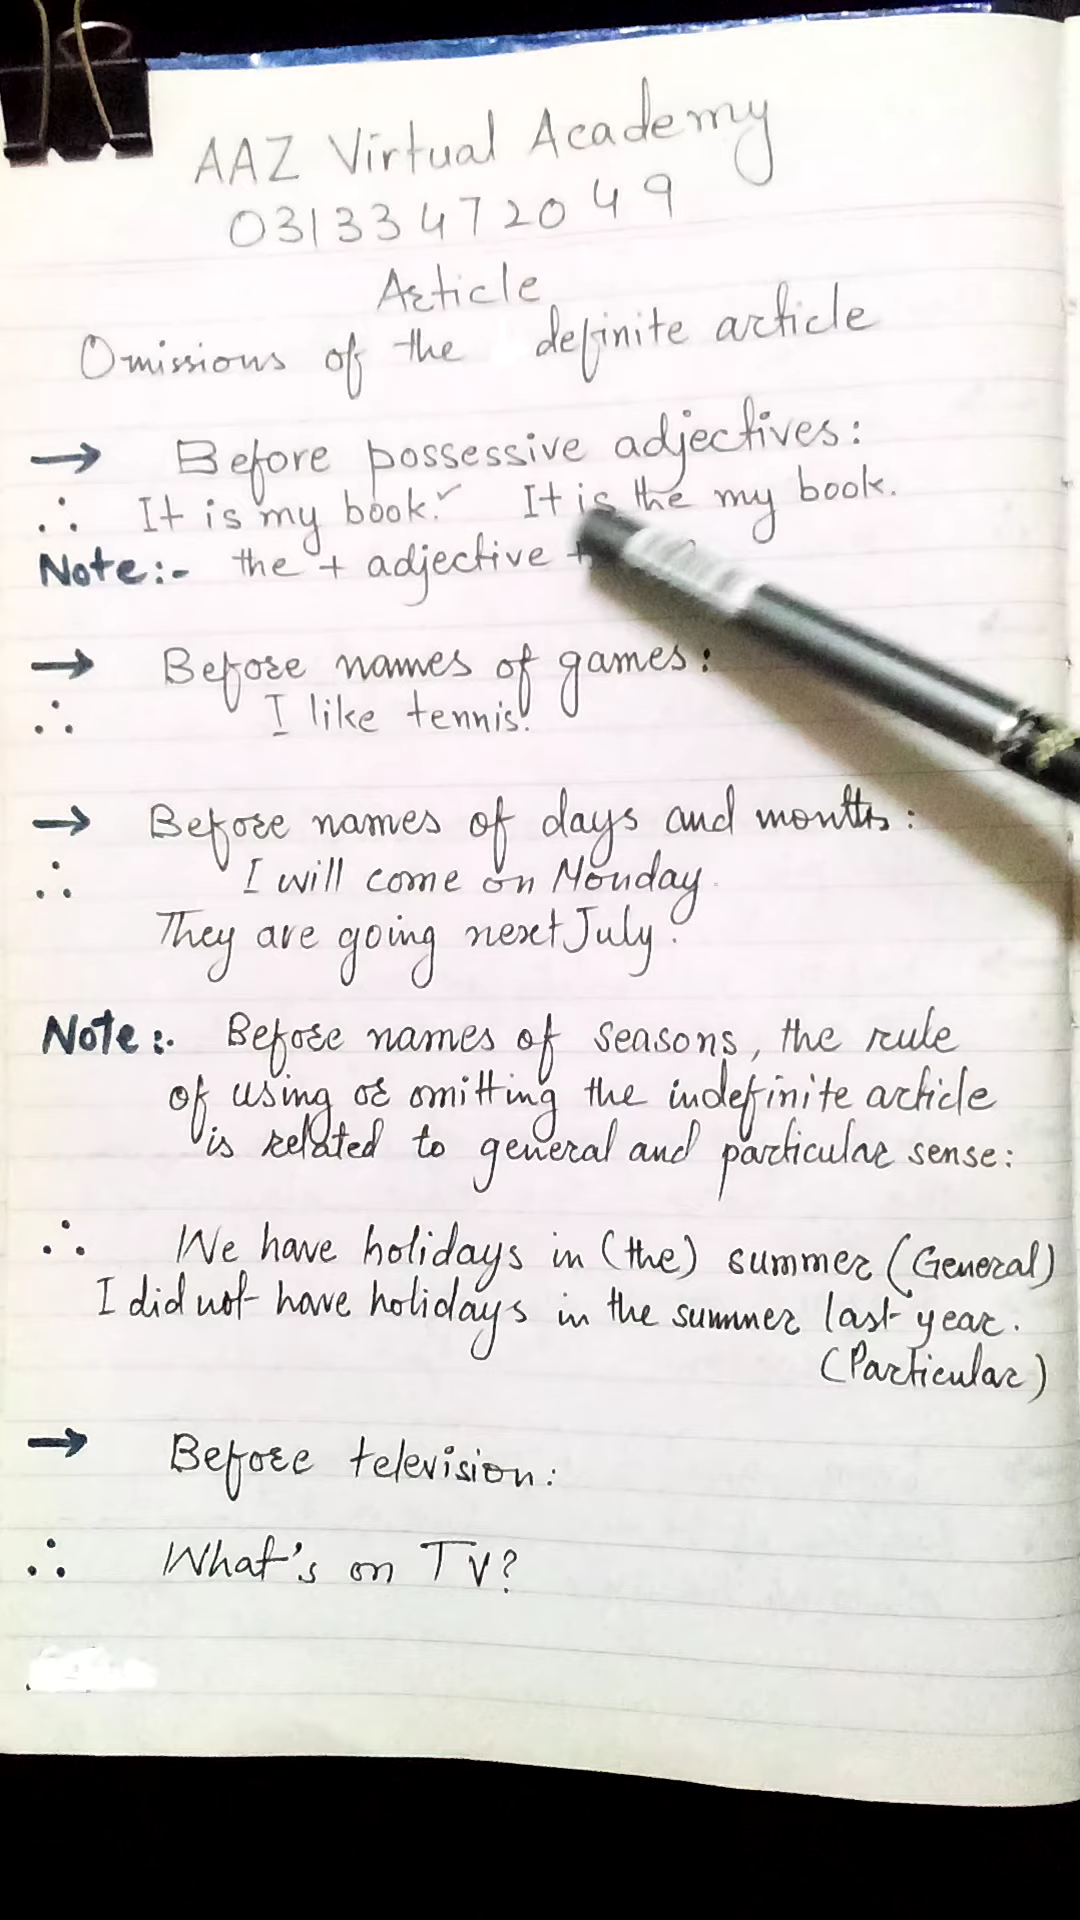 AAZ Virtual Academy
03133472049
Article
Omissions of the definite article
→ Before possessive adjectives:
∴ It is my book.✓ It is the my book.
Note:- the + adjective +
→ Before names of games:
∴ I like tennis.
→ Before names of days and months:
∴ I will come on Monday.
They are going next July.
Note:- Before names of seasons, the rule
of using or omitting the indefinite article
is related to general and particular sense:
∴ We have holidays in (the) summer (General)
I did not have holidays in the summer last year.
(Particular)
→ Before television:
∴ What's on TV?